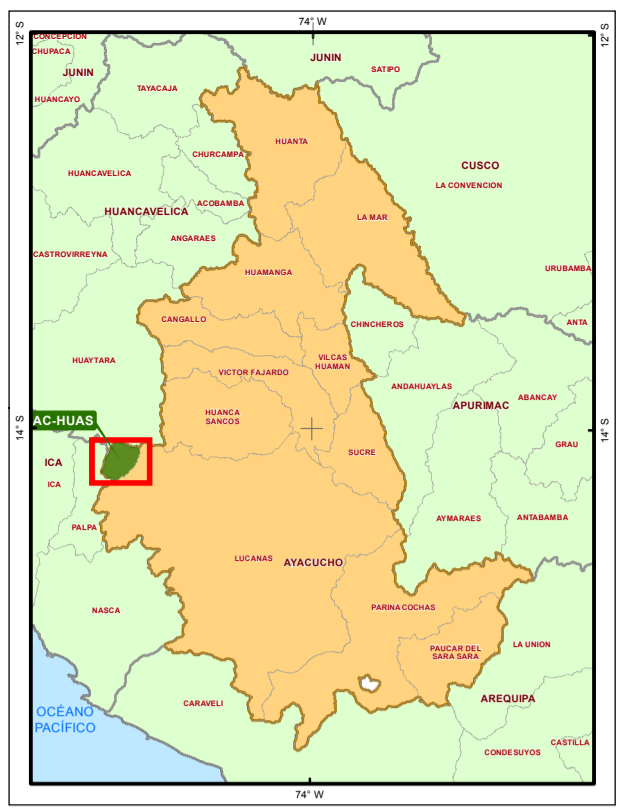 74° W
12° S
12° S
CONCEPCION
CHUPACA
JUNIN
JUNIN
SATIPO
HUANCAYO
TAYACAJA
HUANTA
CHURCAMPA
CUSCO
HUANCAVELICA
LA CONVENCION
ACOBAMBA
HUANCAVELICA
LA MAR
ANGARAES
CASTROVIRREYNA
URUBAMBA
HUAMANGA
CANGALLO
CHINCHEROS
ANTA
HUAYTARA
VILCAS
HUAMAN
VICTOR FAJARDO
ANDAHUAYLAS
ABANCAY
APURIMAC
HUANCA
SANCOS
AC-HUAS
14° S
14° S
GRAU
SUCRE
ICA
ICA
PALPA
AYMARAES
ANTABAMBA
LUCANAS
AYACUCHO
NASCA
PARINACOCHAS
PAUCAR DEL
SARA SARA
LA UNION
CARAVELI
AREQUIPA
OCÉANO
PACÍFICO
CASTILLA
CONDESUYOS
74° W